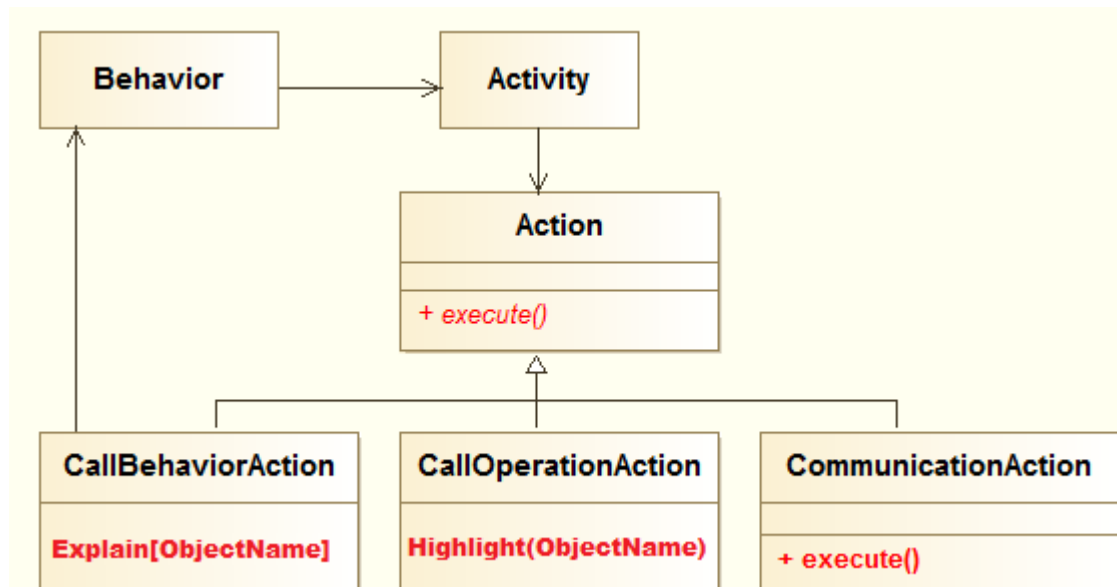 Behavior
Activity
Action
+ execute()
CallBehaviorAction
CallOperationAction
CommunicationAction
Explain[ObjectName]
Highlight(ObjectName)
+ execute()